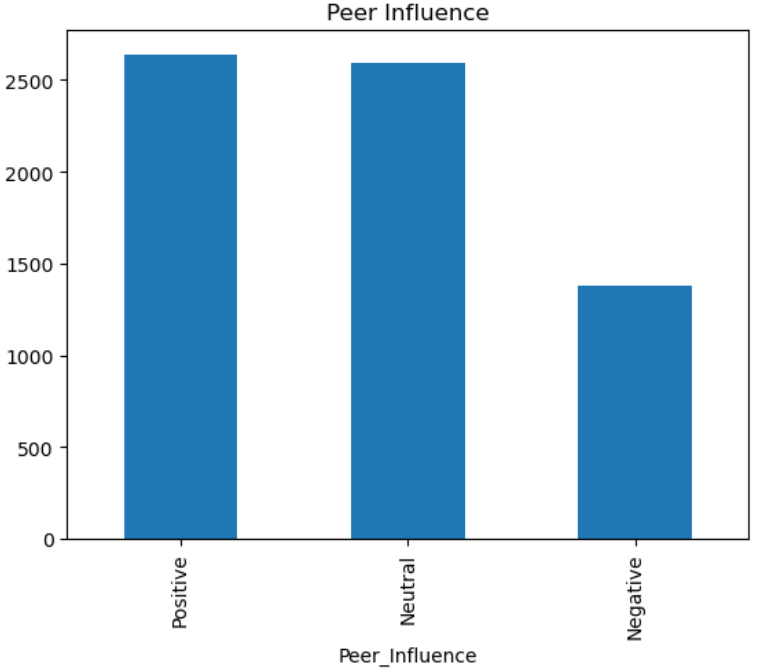 Peer Influence
2500
2000
1500
1000
500
0
Positive
Neutral
Negative
Peer_Influence